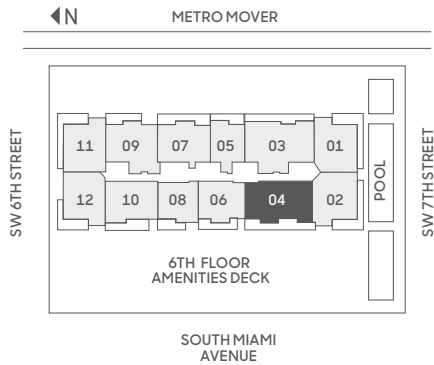 N
METRO MOVER
SW 6TH STREET
11 09 07 05 03 01
12 10 08 06 04 02
POOL
SW 7TH STREET
6TH FLOOR
AMENITIES DECK
SOUTH MIAMI
AVENUE